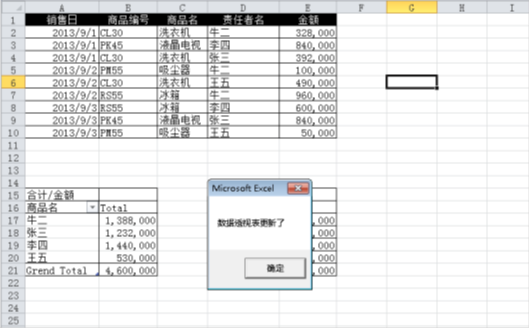 A B C D E F G H I
1 销售日 商品编号 商品名 责任者名 金额
2 2013/9/1 CL30 洗衣机 牛二 328,000
3 2013/9/1 PK45 液晶电视 李四 840,000
4 2013/9/1 CL30 洗衣机 张三 392,000
5 2013/9/2 PM55 吸尘器 牛二 100,000
6 2013/9/2 CL30 洗衣机 王五 490,000
7 2013/9/2 RS55 冰箱 牛二 960,000
8 2013/9/3 RS55 冰箱 李四 600,000
9 2013/9/3 PK45 液晶电视 张三 840,000
10 2013/9/3 PM55 吸尘器 王五 50,000
11
12
13
14
15 合计/金额
16 商品名 Total
17 牛二 1,388,000
18 张三 1,232,000
19 李四 1,440,000
20 王五 530,000
21 Grend Total 4,600,000
22
23
24
25
Microsoft Excel
数据透视表更新了
确定